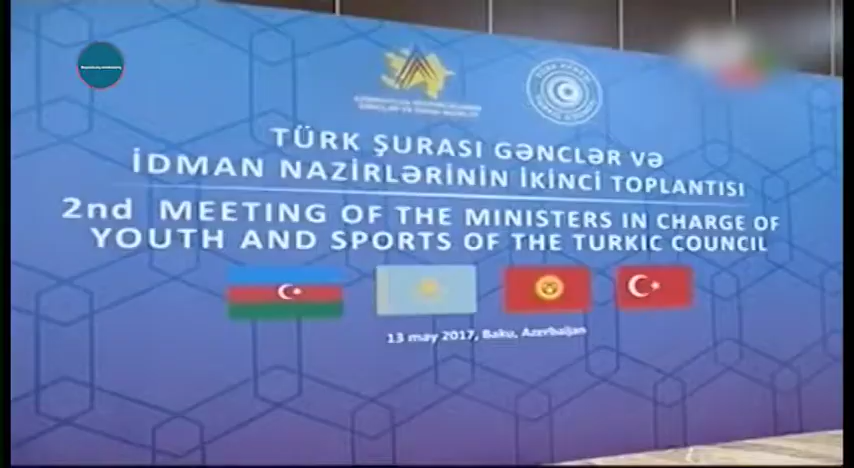 TÜRK ŞURASI GƏNCLƏR VƏ
İDMAN NAZİRLƏRİNİN İKİNCİ TOPLANTISI
2nd MEETING OF THE MINISTERS IN CHARGE OF
YOUTH AND SPORTS OF THE TURKIC COUNCIL
13 may 2017, Baku, Azerbaijan